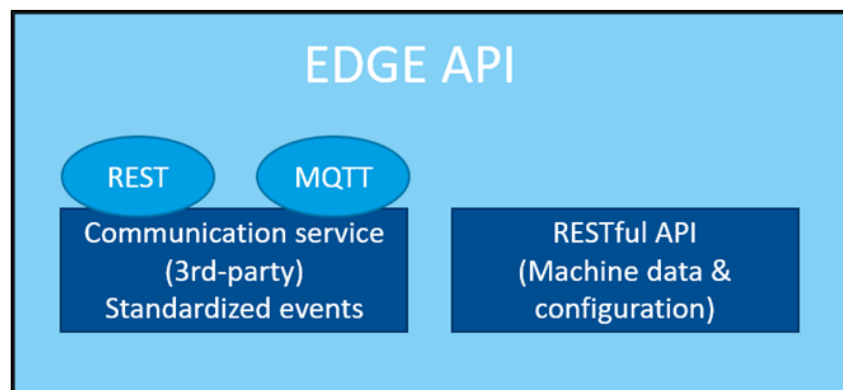 EDGE API
REST
MQTT
Communication service
(3rd-party)
Standardized events
RESTful API
(Machine data &
configuration)